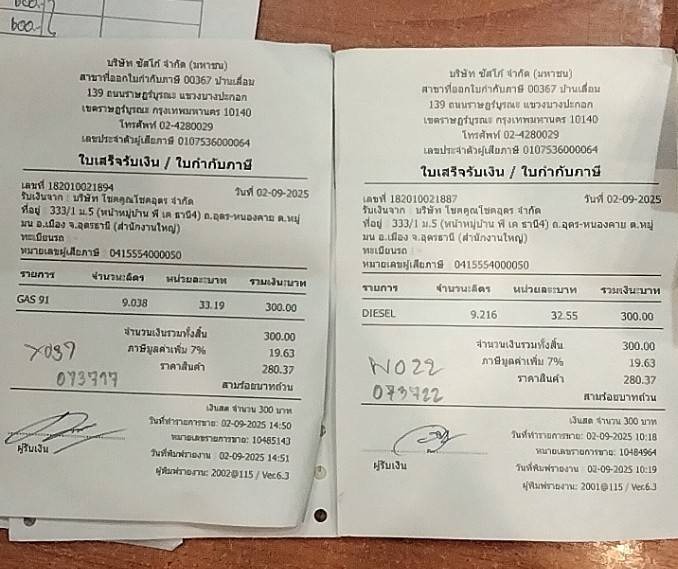 600.-
600.-
บริษัท ซัสโก้ จำกัด (มหาชน)
สาขาที่ออกใบกำกับภาษี 00367 บ้านเลื่อม
139 ถนนราษฎร์บูรณะ แขวงบางปะกอก
เขตราษฎร์บูรณะ กรุงเทพมหานคร 10140
โทรศัพท์ 02-4280029
เลขประจำตัวผู้เสียภาษี 0107536000064
ใบเสร็จรับเงิน / ใบกำกับภาษี
เลขที่ 182010021894 วันที่ 02-09-2025
รับเงินจาก : บริษัท โชคคูณโชคอุดร จำกัด
ที่อยู่ : 333/1 ม.5 (หน้าหมู่บ้าน พี เค ธานี4) ถ.อุดร-หนองคาย ต.หมู
มน อ.เมือง จ.อุดรธานี (สำนักงานใหญ่)
ทะเบียนรถ :
หมายเลขผู้เสียภาษี 0415554000050
รายการ จำนวน:ลิตร หน่วยละ:บาท รวมเงิน:บาท
GAS 91 9.038 33.19 300.00
จำนวนเงินรวมทั้งสิ้น 300.00
ภาษีมูลค่าเพิ่ม 7% 19.63
ราคาสินค้า 280.37
X037
073717
สามร้อยบาทถ้วน
เงินสด จำนวน 300 บาท
วันที่ทำรายการขาย: 02-09-2025 14:50
หมายเลขรายการขาย: 10485143
ผู้รับเงิน
วันที่พิมพ์รายงาน : 02-09-2025 14:51
ผู้พิมพ์รายงาน: 2002@115 / Ver.6.3
บริษัท ซัสโก้ จำกัด (มหาชน)
สาขาที่ออกใบกำกับภาษี 00367 บ้านเลื่อม
139 ถนนราษฎร์บูรณะ แขวงบางปะกอก
เขตราษฎร์บูรณะ กรุงเทพมหานคร 10140
โทรศัพท์ 02-4280029
เลขประจำตัวผู้เสียภาษี 0107536000064
ใบเสร็จรับเงิน / ใบกำกับภาษี
เลขที่ 182010021887 วันที่ 02-09-2025
รับเงินจาก : บริษัท โชคคูณโชคอุดร จำกัด
ที่อยู่ : 333/1 ม.5 (หน้าหมู่บ้าน พี เค ธานี4) ถ.อุดร-หนองคาย ต.หมู
มน อ.เมือง จ.อุดรธานี (สำนักงานใหญ่)
ทะเบียนรถ :
หมายเลขผู้เสียภาษี 0415554000050
รายการ จำนวน:ลิตร หน่วยละ:บาท รวมเงิน:บาท
DIESEL 9.216 32.55 300.00
จำนวนเงินรวมทั้งสิ้น 300.00
ภาษีมูลค่าเพิ่ม 7% 19.63
ราคาสินค้า 280.37
N022
073722
สามร้อยบาทถ้วน
เงินสด จำนวน 300 บาท
วันที่ทำรายการขาย: 02-09-2025 10:18
หมายเลขรายการขาย: 10484964
ผู้รับเงิน
วันที่พิมพ์รายงาน : 02-09-2025 10:19
ผู้พิมพ์รายงาน: 2001@115 / Ver.6.3